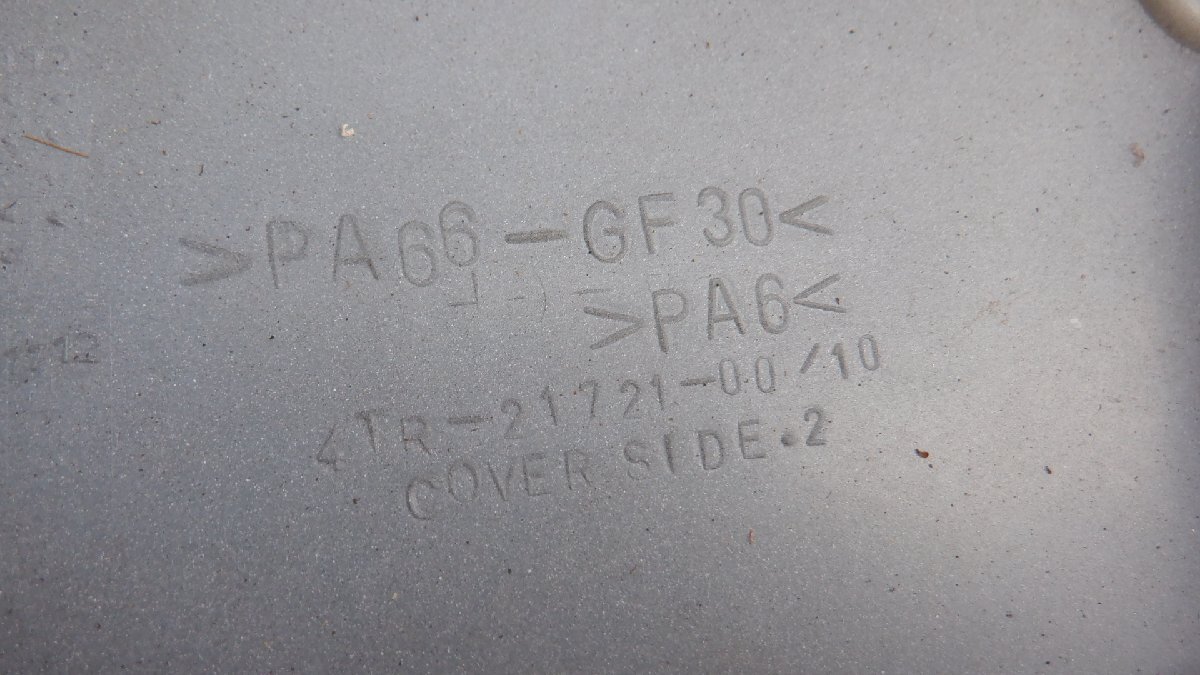 >PA66-GF30<
>PA6<
4TR-21721-00/10
COVER SIDE.2